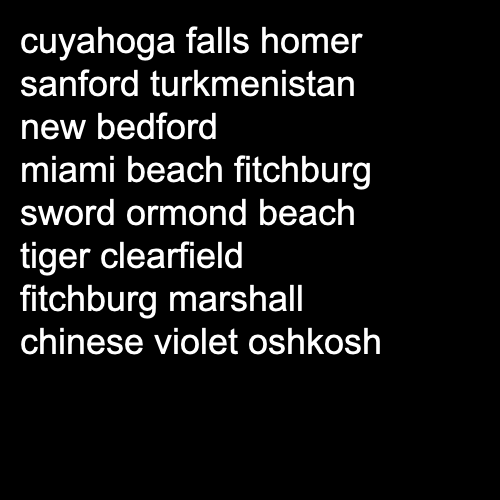 cuyahoga falls homer
sanford turkmenistan
new bedford
miami beach fitchburg
sword ormond beach
tiger clearfield
fitchburg marshall
chinese violet oshkosh